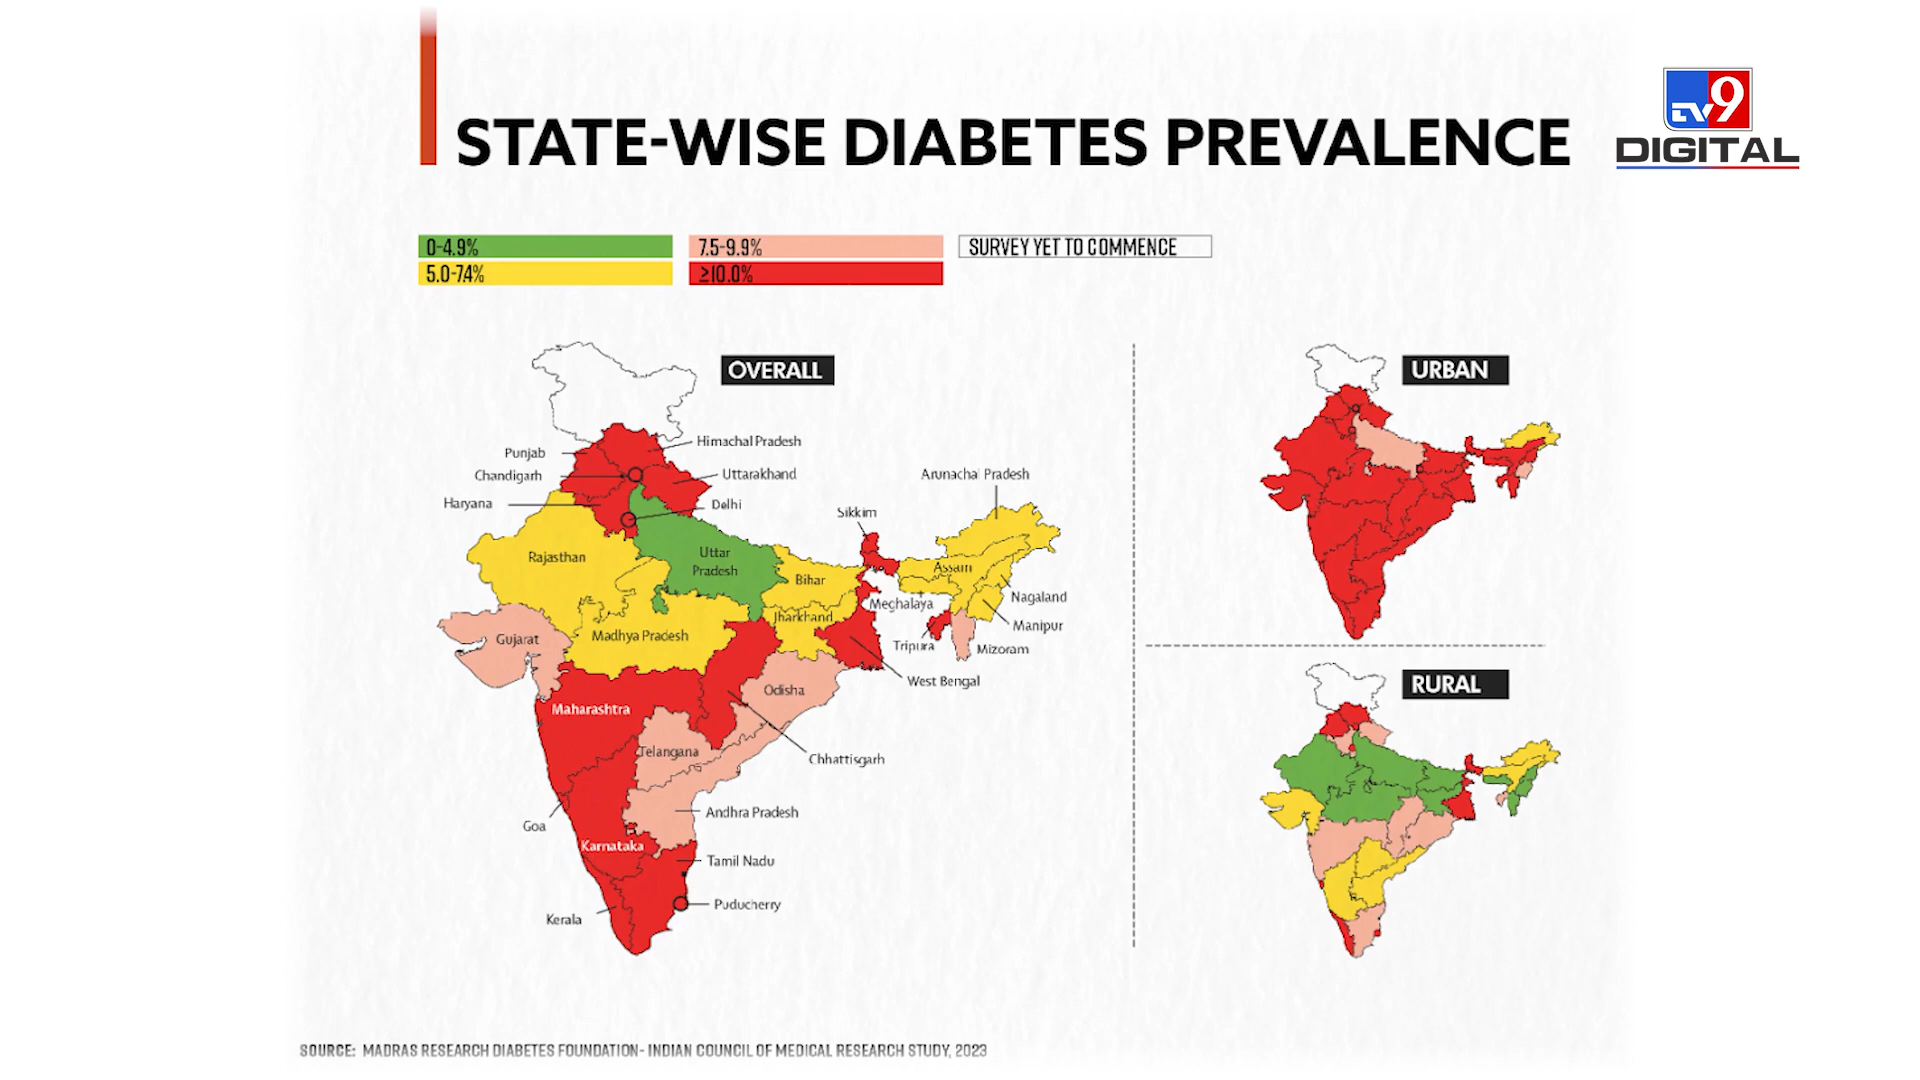 STATE-WISE DIABETES PREVALENCE
TV9
DIGITAL
0-4.9%
7.5-9.9%
SURVEY YET TO COMMENCE
5.0-7.4%
≥10.0%
OVERALL
URBAN
Himachal Pradesh
Punjab
Chandigarh
Uttarakhand
Arunachal Pradesh
Haryana
Delhi
Sikkim
Rajasthan
Uttar
Pradesh
Bihar
Assam
Nagaland
Meghalaya
Jharkhand
Manipur
Gujarat
Madhya Pradesh
Tripura
Mizoram
West Bengal
RURAL
Odisha
Maharashtra
Telangana
Chhattisgarh
Andhra Pradesh
Goa
Karnataka
Tamil Nadu
Puducherry
Kerala
SOURCE: MADRAS RESEARCH DIABETES FOUNDATION- INDIAN COUNCIL OF MEDICAL RESEARCH STUDY, 2023